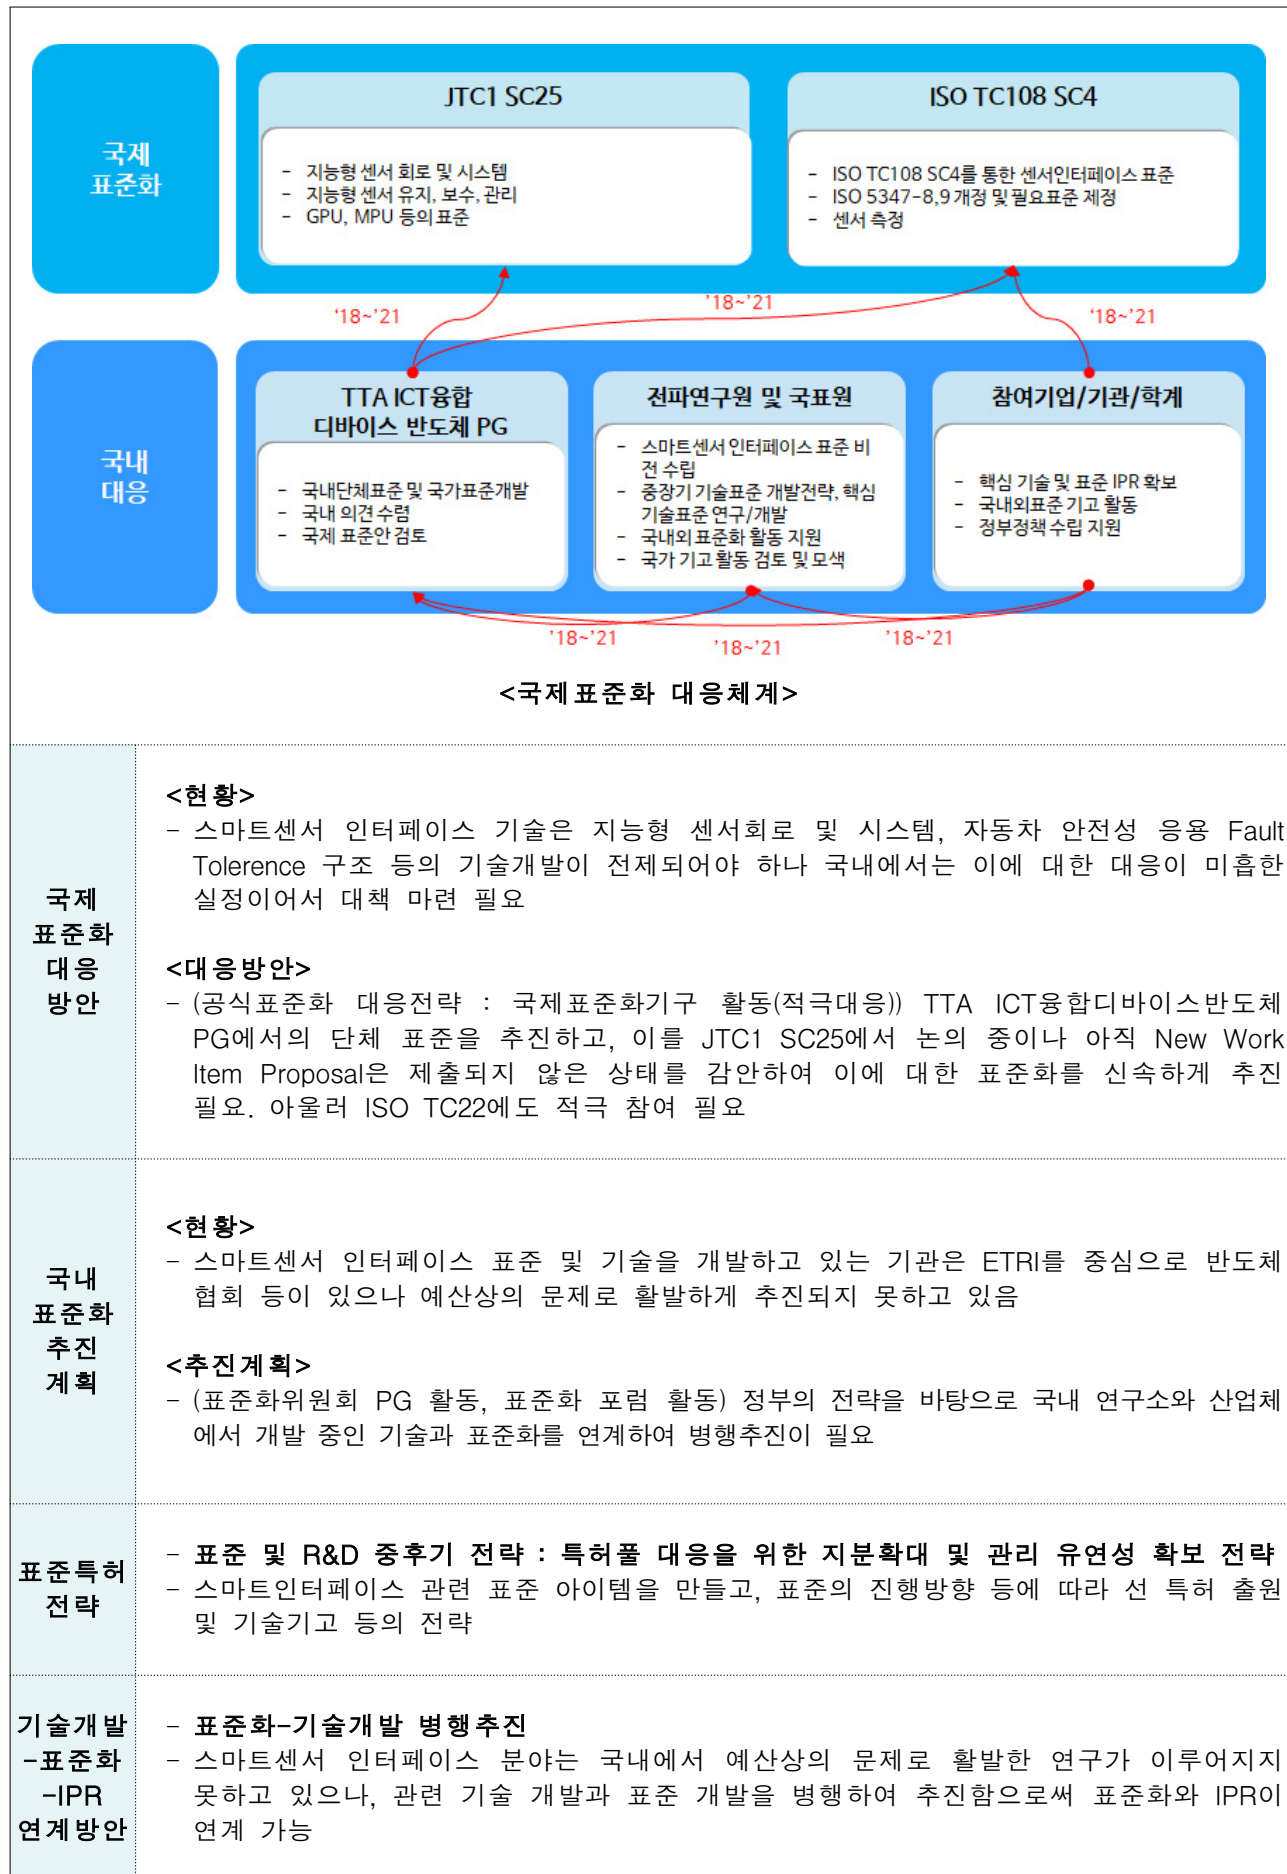 국제
표준화
JTC1 SC25
- 지능형 센서 회로 및 시스템
- 지능형 센서 유지, 보수, 관리
- GPU, MPU 등의 표준
ISO TC108 SC4
- ISO TC108 SC4를 통한 센서인터페이스 표준
- ISO 5347-8,9 개정 및 필요표준 제정
- 센서 측정
‘18~’21
’18~’21
‘18~’21
국내
대응
TTA ICT융합
디바이스 반도체 PG
- 국내단체표준 및 국가표준개발
- 국내 의견 수렴
- 국제 표준안 검토
전파연구원 및 국표원
- 스마트센서 인터페이스 표준 비
전 수립
- 중장기 기술표준 개발전략, 핵심
기술표준 연구/개발
- 국내외 표준화 활동 지원
- 국가 기고 활동 검토 및 모색
참여기업/기관/학계
- 핵심 기술 및 표준 IPR 확보
- 국내외표준 기고 활동
- 정부정책 수립 지원
’18~’21
’18~’21
’18~’21
<국제표준화 대응체계>
국제
표준화
대응
방안
<현황>
- 스마트센서 인터페이스 기술은 지능형 센서회로 및 시스템, 자동차 안전성 응용 Fault
Tolerence 구조 등의 기술개발이 전제되어야 하나 국내에서는 이에 대한 대응이 미흡한
실정이어서 대책 마련 필요
<대응방안>
- (공식표준화 대응전략 : 국제표준화기구 활동(적극대응)) TTA ICT융합디바이스반도체
PG에서의 단체 표준을 추진하고, 이를 JTC1 SC25에서 논의 중이나 아직 New Work
Item Proposal은 제출되지 않은 상태를 감안하여 이에 대한 표준화를 신속하게 추진
필요. 아울러 ISO TC22에도 적극 참여 필요
국내
표준화
추진
계획
<현황>
- 스마트센서 인터페이스 표준 및 기술을 개발하고 있는 기관은 ETRI를 중심으로 반도체
협회 등이 있으나 예산상의 문제로 활발하게 추진되지 못하고 있음
<추진계획>
- (표준화위원회 PG 활동, 표준화 포럼 활동) 정부의 전략을 바탕으로 국내 연구소와 산업체
에서 개발 중인 기술과 표준화를 연계하여 병행추진이 필요
표준특허
전략
- 표준 및 R&D 중후기 전략 : 특허풀 대응을 위한 지분확대 및 관리 유연성 확보 전략
- 스마트인터페이스 관련 표준 아이템을 만들고, 표준의 진행방향 등에 따라 선 특허 출원
및 기술기고 등의 전략
기술개발
-표준화
-IPR
연계방안
- 표준화-기술개발 병행추진
- 스마트센서 인터페이스 분야는 국내에서 예산상의 문제로 활발한 연구가 이루어지지
못하고 있으나, 관련 기술 개발과 표준 개발을 병행하여 추진함으로써 표준화와 IPR이
연계 가능